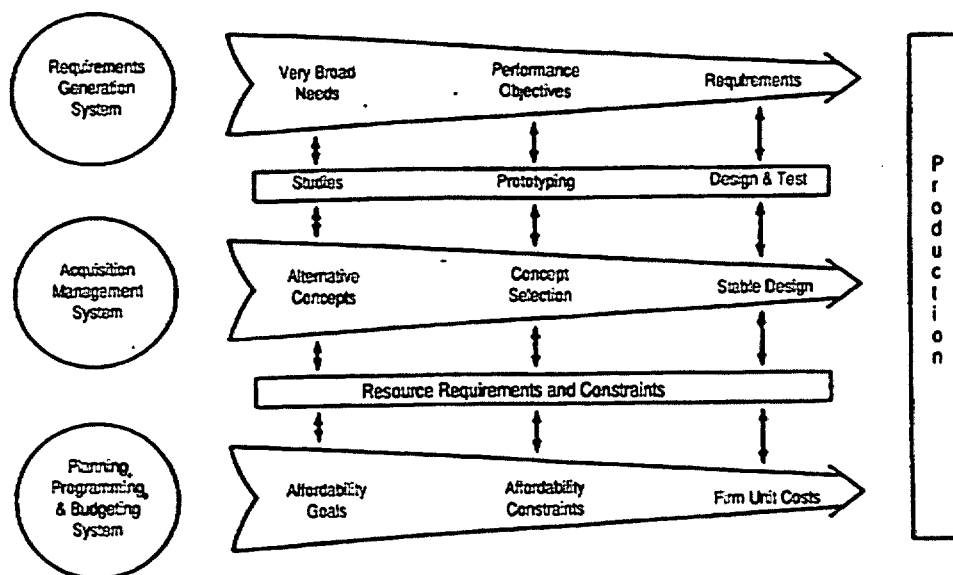 Requirements
Generation
System
Very Broad
Needs
Performance
Objectives
Requirements
Studies
Prototyping
Design & Test
Acquisition
Management
System
Alternative
Concepts
Concept
Selection
Stable Design
Resource Requirements and Constraints
Planning,
Programming,
& Budgeting
System
Affordability
Goals
Affordability
Constraints
Firm Unit Costs
Production